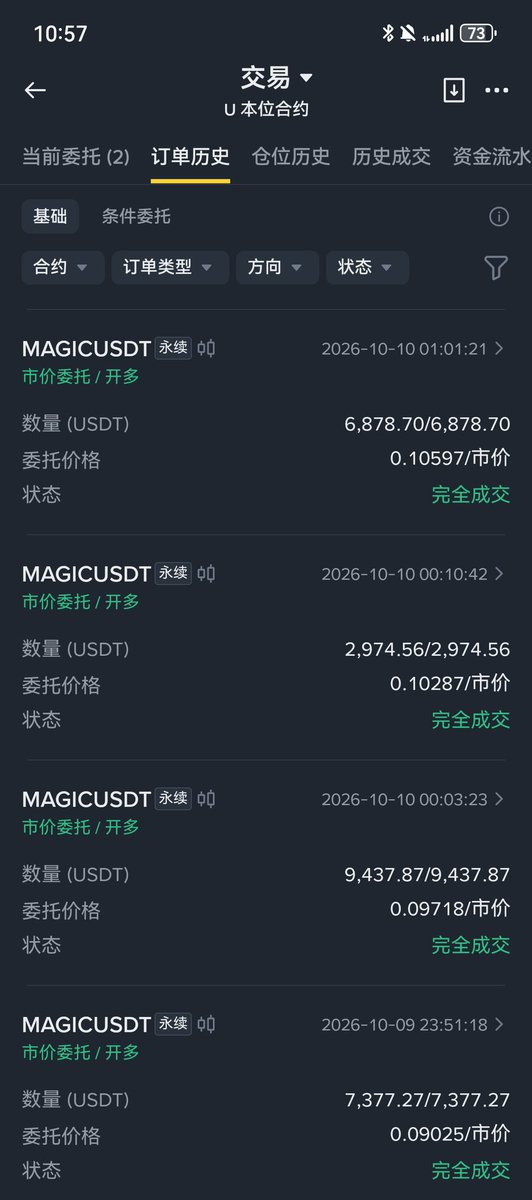 10:57
73
交易
U 本位合约
当前委托 (2) 订单历史 仓位历史 历史成交 资金流水
基础 条件委托
合约 订单类型 方向 状态
MAGICUSDT 永续 2026-10-10 01:01:21
市价委托 / 开多
数量 (USDT) 6,878.70/6,878.70
委托价格 0.10597/市价
状态 完全成交
MAGICUSDT 永续 2026-10-10 00:10:42
市价委托 / 开多
数量 (USDT) 2,974.56/2,974.56
委托价格 0.10287/市价
状态 完全成交
MAGICUSDT 永续 2026-10-10 00:03:23
市价委托 / 开多
数量 (USDT) 9,437.87/9,437.87
委托价格 0.09718/市价
状态 完全成交
MAGICUSDT 永续 2026-10-09 23:51:18
市价委托 / 开多
数量 (USDT) 7,377.27/7,377.27
委托价格 0.09025/市价
状态 完全成交